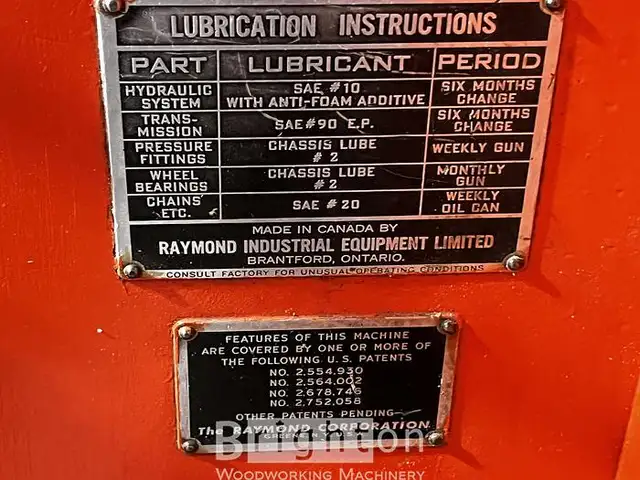 LUBRICATION INSTRUCTIONS
PART LUBRICANT PERIOD
HYDRAULIC SYSTEM SAE #10 WITH ANTI-FOAM ADDITIVE SIX MONTHS CHANGE
TRANS-MISSION SAE#90 E.P. SIX MONTHS CHANGE
PRESSURE FITTINGS CHASSIS LUBE #2 WEEKLY GUN
WHEEL BEARINGS CHASSIS LUBE #2 MONTHLY GUN
CHAINS ETC. SAE #20 WEEKLY OIL CAN
MADE IN CANADA BY
RAYMOND INDUSTRIAL EQUIPMENT LIMITED
BRANTFORD, ONTARIO.
CONSULT FACTORY FOR UNUSUAL OPERATING CONDITIONS
FEATURES OF THIS MACHINE
ARE COVERED BY ONE OR MORE OF
THE FOLLOWING U.S. PATENTS
NO. 2.554.930
NO. 2.564.002
NO. 2.678.746
NO. 2.752.058
OTHER PATENTS PENDING
The RAYMOND CORPORATION
GREENE N.Y. U.S.A.
Brighton
WOODWORKING MACHINERY